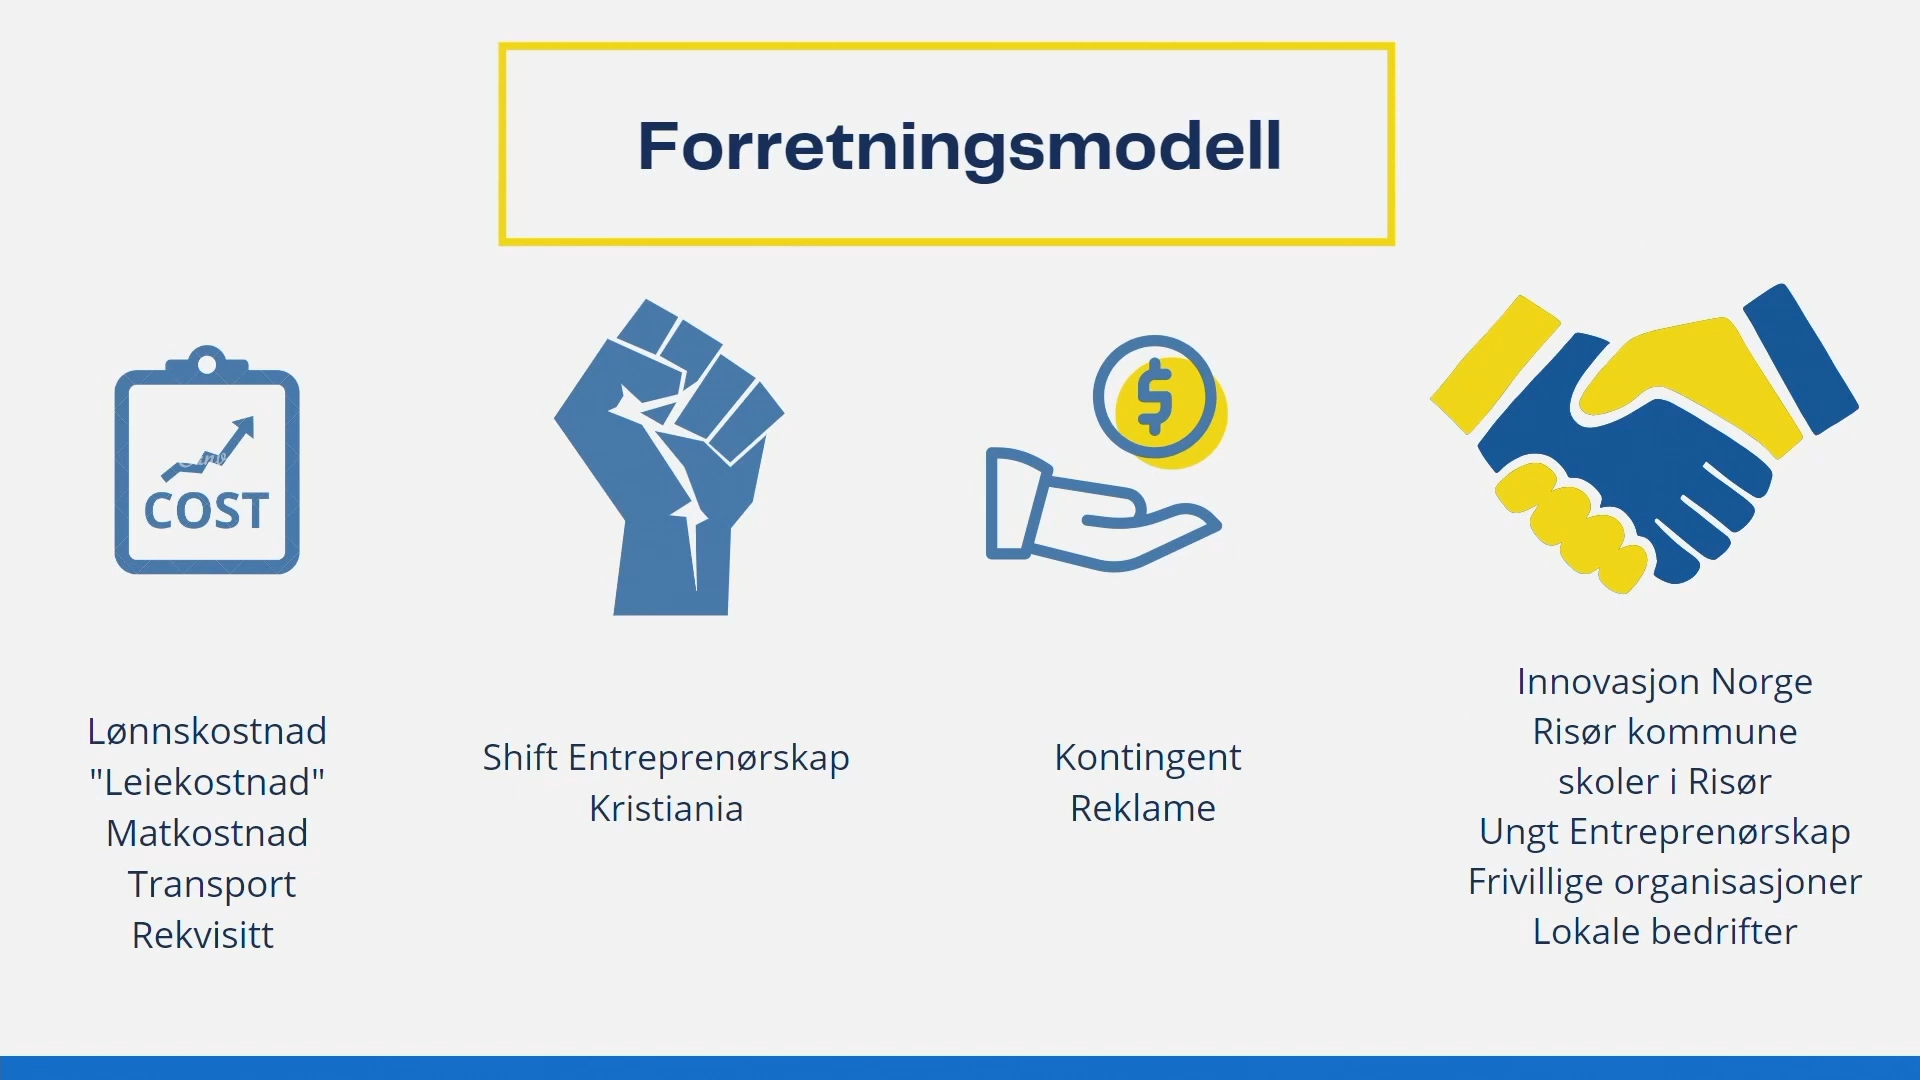 Forretningsmodell
COST
Lønnskostnad
"Leiekostnad"
Matkostnad
Transport
Rekvisitt
Shift Entreprenørskap
Kristiania
Kontingent
Reklame
Innovasjon Norge
Risør kommune
skoler i Risør
Ungt Entreprenørskap
Frivillige organisasjoner
Lokale bedrifter